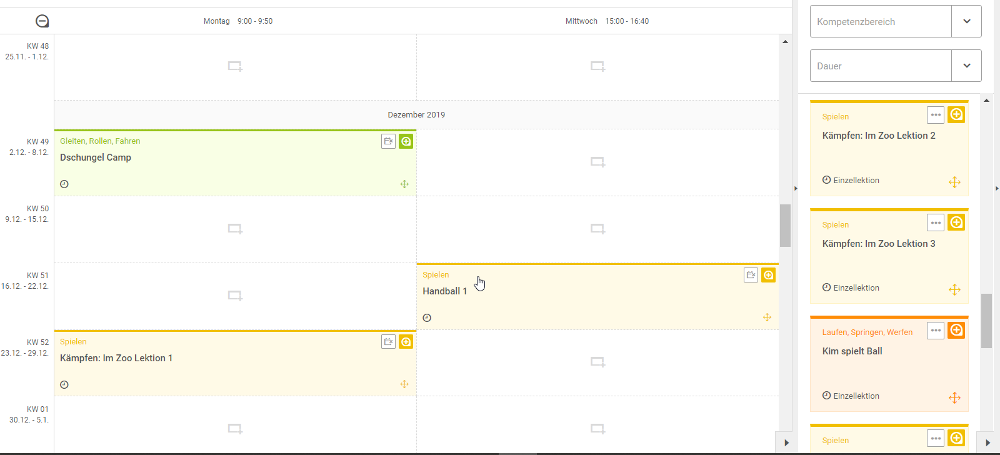 Montag 9:00 - 9:50
Mittwoch 15:00 - 16:40
KW 48
25.11. - 1.12.
Dezember 2019
KW 49
2.12. - 8.12.
Gleiten, Rollen, Fahren
Dschungel Camp
KW 50
9.12. - 15.12.
KW 51
16.12. - 22.12.
Spielen
Handball 1
KW 52
23.12. - 29.12.
Spielen
Kämpfen: Im Zoo Lektion 1
KW 01
30.12. - 5.1.
Kompetenzbereich
Dauer
Spielen
Kämpfen: Im Zoo Lektion 2
Einzellektion
Spielen
Kämpfen: Im Zoo Lektion 3
Einzellektion
Laufen, Springen, Werfen
Kim spielt Ball
Einzellektion
Spielen